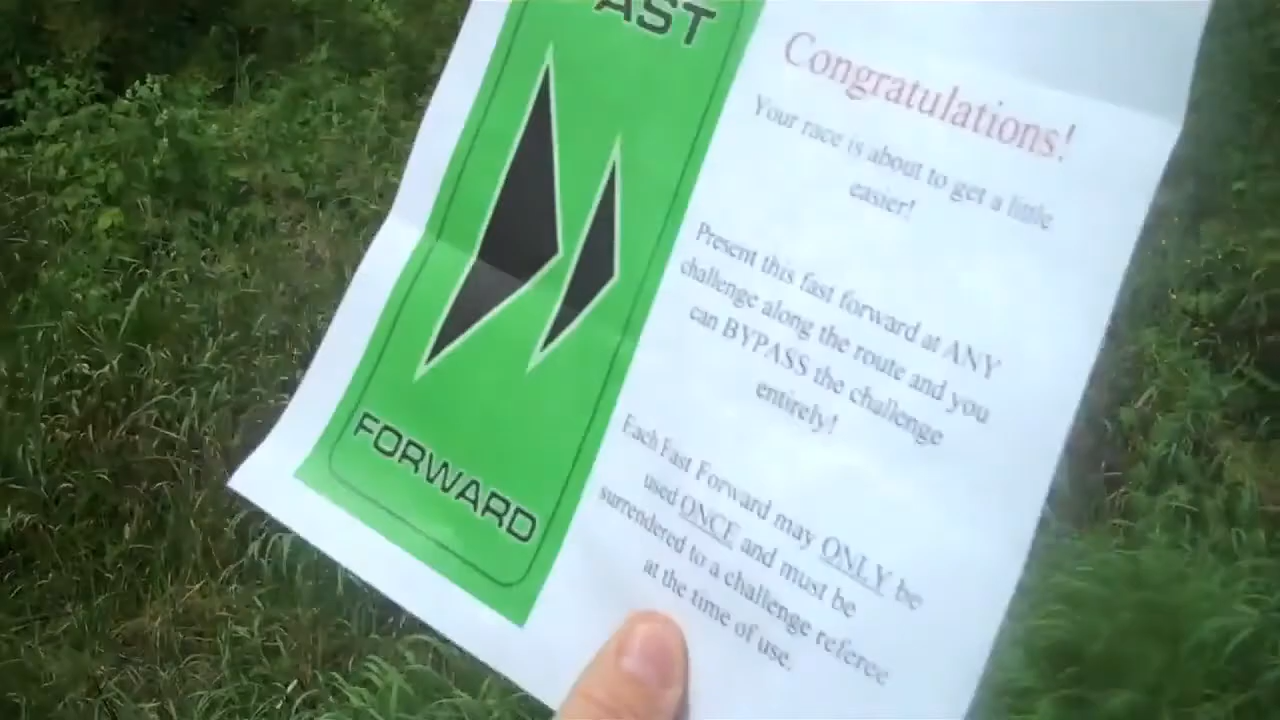 AST
FORWARD
Congratulations!
Your race is about to get a little
easier!
Present this fast forward at ANY
challenge along the route and you
can BYPASS the challenge
entirely!
Each Fast Forward may ONLY be
used ONCE and must be
surrendered to a challenge referee
at the time of use.